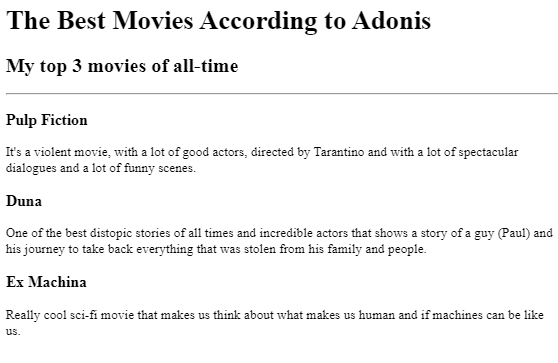 The Best Movies According to Adonis
My top 3 movies of all-time
Pulp Fiction
It's a violent movie, with a lot of good actors, directed by Tarantino and with a lot of spectacular
dialogues and a lot of funny scenes.
Duna
One of the best distopic stories of all times and incredible actors that shows a story of a guy (Paul) and
his journey to take back everything that was stolen from his family and people.
Ex Machina
Really cool sci-fi movie that makes us think about what makes us human and if machines can be like
us.